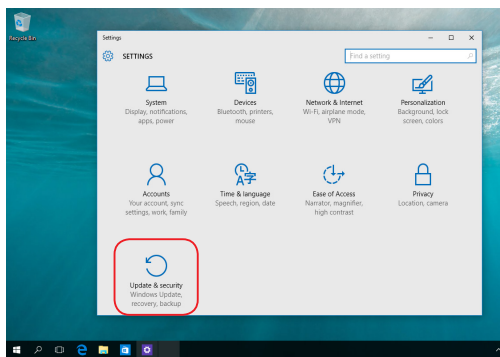 Recycle Bin
Settings
SETTINGS
Find a setting
System
Display, notifications,
apps, power
Devices
Bluetooth, printers,
mouse
Network & Internet
Wi-Fi, airplane mode,
VPN
Personalization
Background, lock
screen, colors
Accounts
Your account, sync
settings, work, family
Time & language
Speech, region, date
Ease of Access
Narrator, magnifier,
high contrast
Privacy
Location, camera
Update & security
Windows Update,
recovery, backup